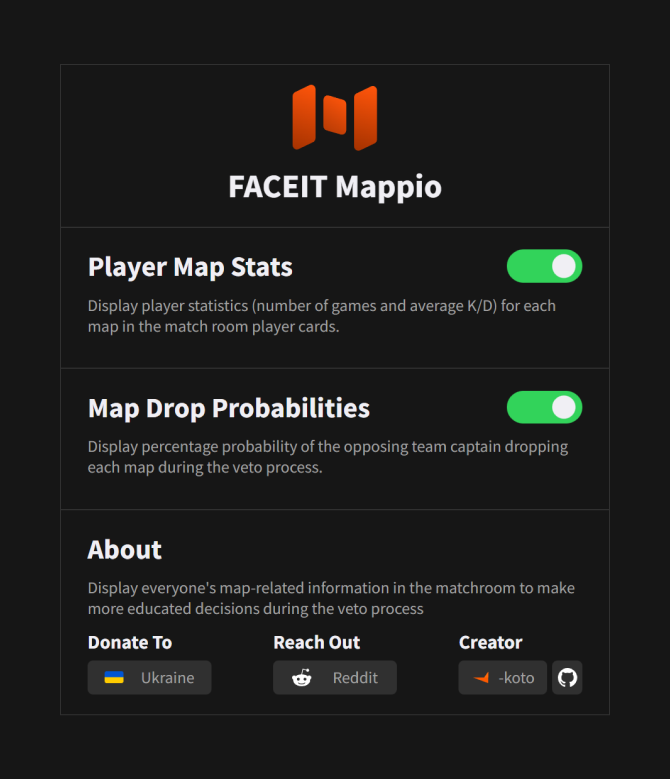 FACEIT Mappio
Player Map Stats
Display player statistics (number of games and average K/D) for each
map in the match room player cards.
Map Drop Probabilities
Display percentage probability of the opposing team captain dropping
each map during the veto process.
About
Display everyone's map-related information in the matchroom to make
more educated decisions during the veto process
Donate To
Reach Out
Creator
Ukraine
Reddit
-koto